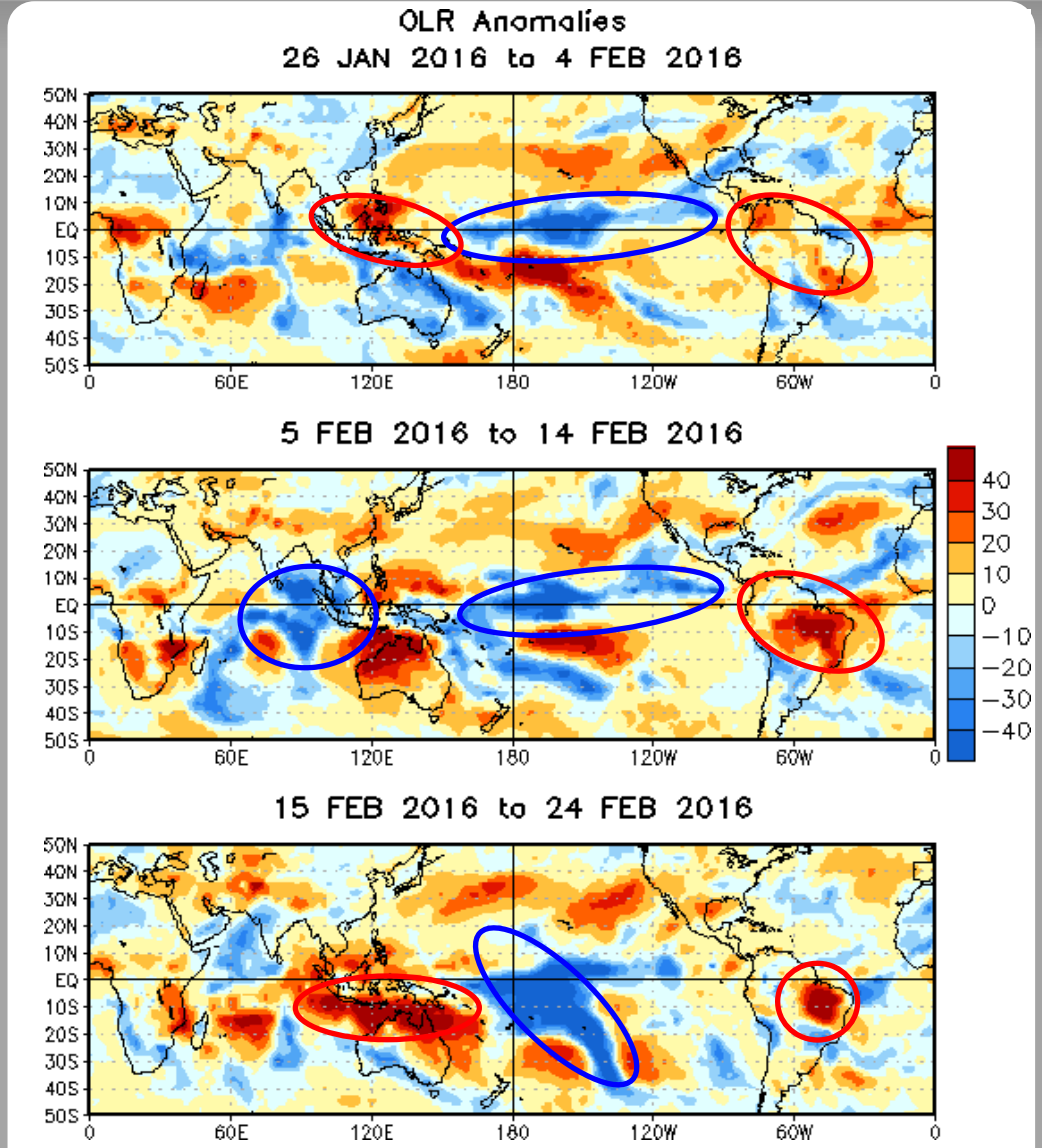 OLR Anomalies
26 JAN 2016 to 4 FEB 2016
50N
40N
30N
20N
10N
EQ
10S
20S
30S
40S
50S
0 60E 120E 180 120W 60W 0
5 FEB 2016 to 14 FEB 2016
50N
40N
30N
20N
10N
EQ
10S
20S
30S
40S
50S
0 60E 120E 180 120W 60W 0
40
30
20
10
0
-10
-20
-30
-40
15 FEB 2016 to 24 FEB 2016
50N
40N
30N
20N
10N
EQ
10S
20S
30S
40S
50S
0 60E 120E 180 120W 60W 0